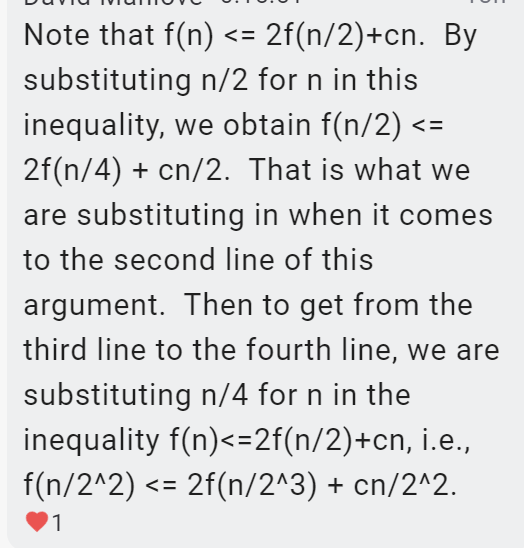 Note that f(n) <= 2f(n/2)+cn.  By
substituting n/2 for n in this
inequality, we obtain f(n/2) <=
2f(n/4) + cn/2.  That is what we
are substituting in when it comes
to the second line of this
argument.  Then to get from the
third line to the fourth line, we are
substituting n/4 for n in the
inequality f(n)<=2f(n/2)+cn, i.e.,
f(n/2^2) <= 2f(n/2^3) + cn/2^2.
1